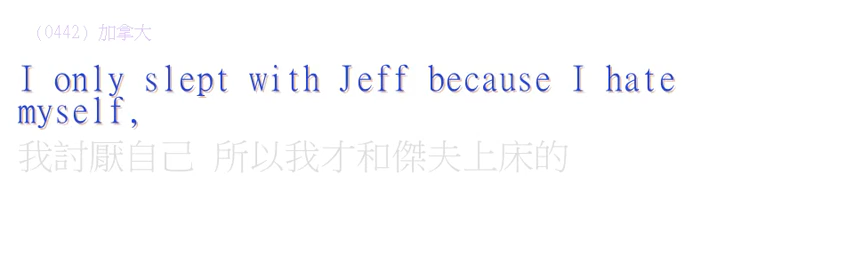 (0442) 加拿大
I only slept with Jeff because I hate
myself,
我討厭自己 所以我才和傑夫上床的